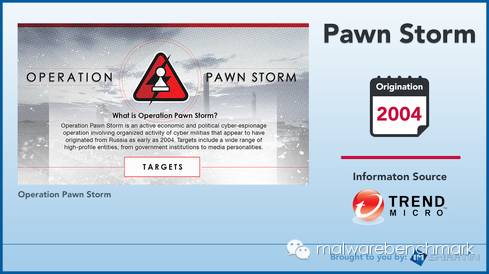 Pawn Storm
OPERATION PAWN STORM
What is Operation Pawn Storm?
Operation Pawn Storm is an active economic and political cyber-espionage
operation involving organized activity of cyber militias that appear to have
originated from Russia as early as 2004. Targets include a wide range of
high-profile entities, from government institutions to media personalities.
TARGETS
Operation Pawn Storm
Origination
2004
Informaton Source
TREND
MICRO™
Brought to you by:
malwarebenchmark